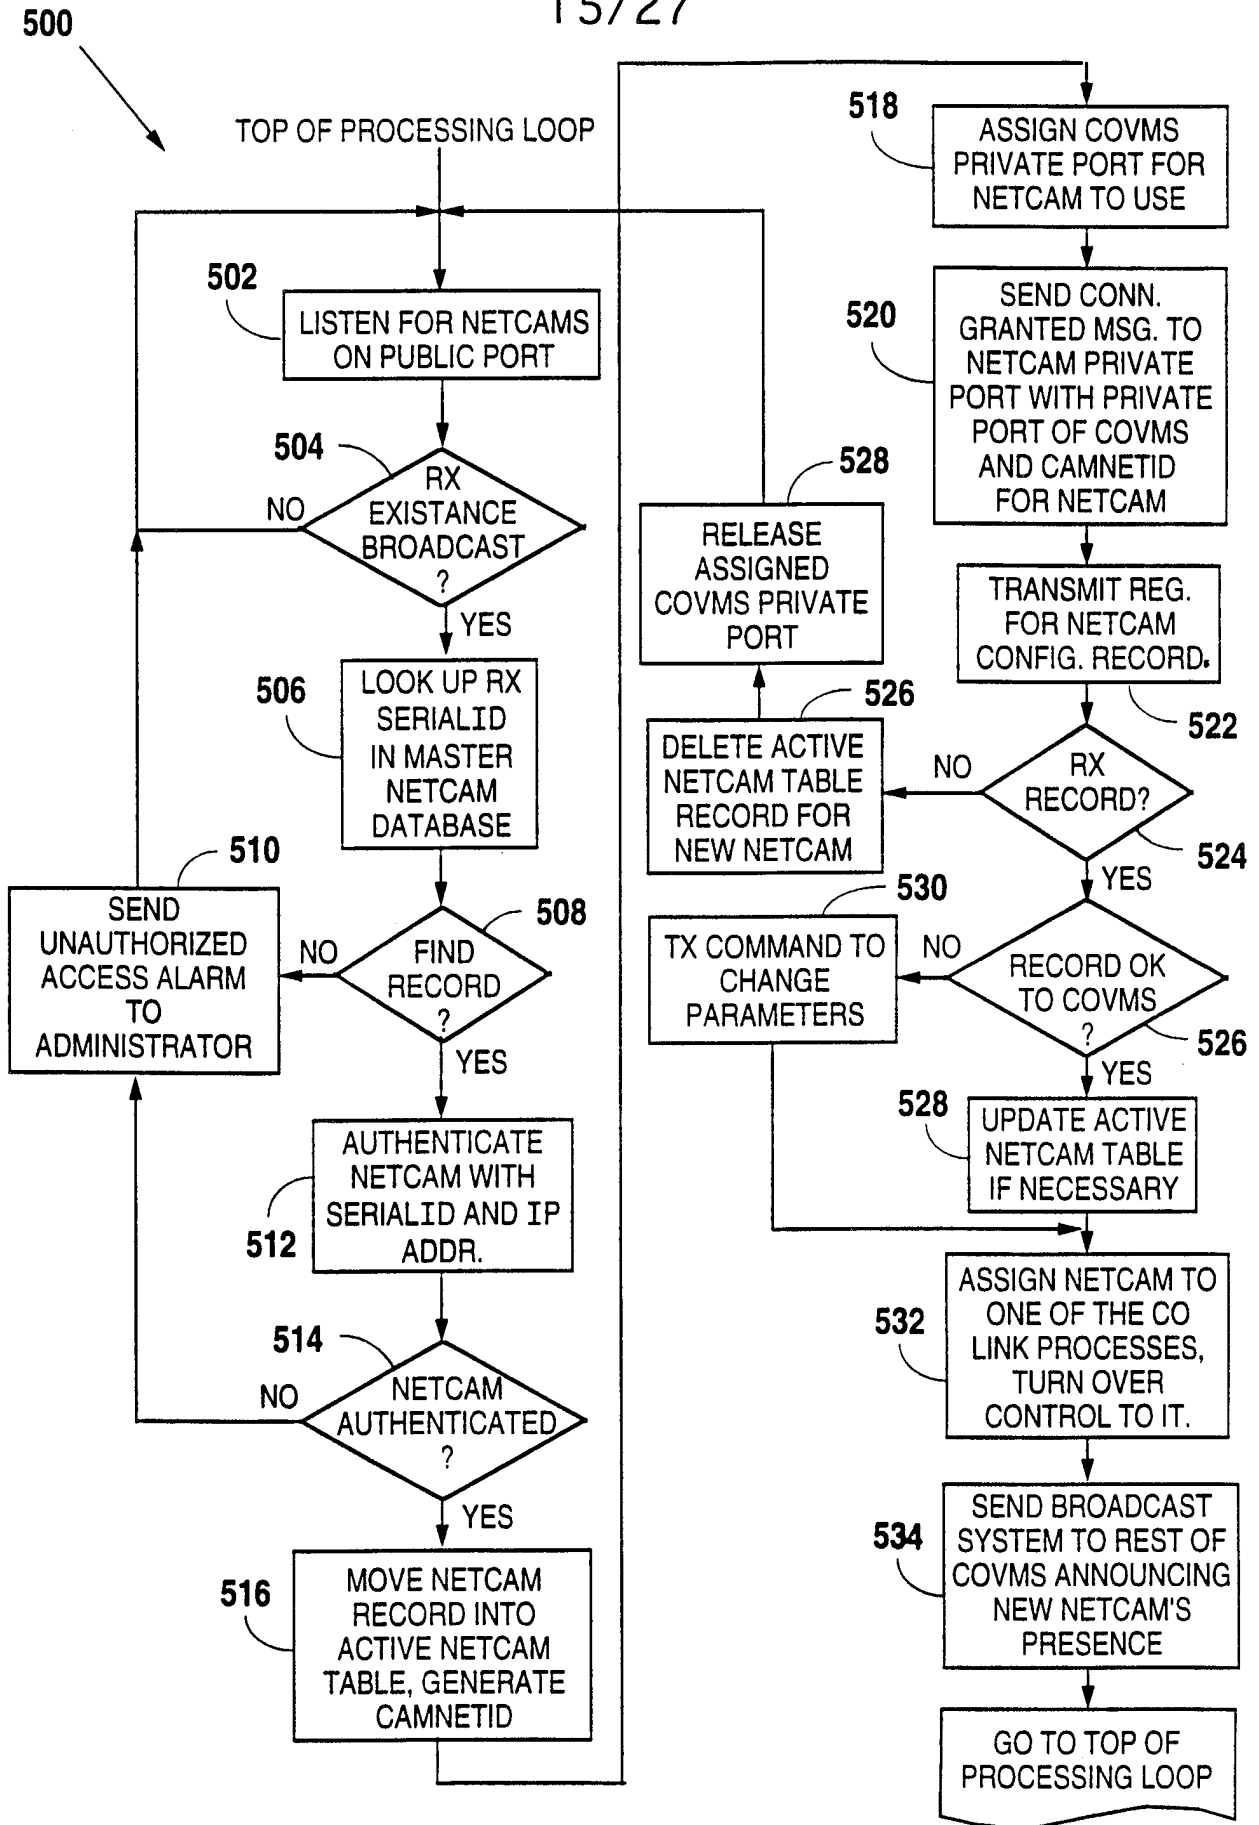 15/27
500
TOP OF PROCESSING LOOP
502
LISTEN FOR NETCAMS
ON PUBLIC PORT
504
RX
EXISTANCE
BROADCAST
?
NO
YES
506
LOOK UP RX
SERIALID
IN MASTER
NETCAM
DATABASE
510
SEND
UNAUTHORIZED
ACCESS ALARM
TO
ADMINISTRATOR
508
FIND
RECORD
?
NO
YES
512
AUTHENTICATE
NETCAM WITH
SERIALID AND IP
ADDR.
514
NETCAM
AUTHENTICATED
?
NO
YES
516
MOVE NETCAM
RECORD INTO
ACTIVE NETCAM
TABLE, GENERATE
CAMNETID
518
ASSIGN COVMS
PRIVATE PORT FOR
NETCAM TO USE
520
SEND CONN.
GRANTED MSG. TO
NETCAM PRIVATE
PORT WITH PRIVATE
PORT OF COVMS
AND CAMNETID
FOR NETCAM
TRANSMIT REG.
FOR NETCAM
CONFIG. RECORD.
522
RX
RECORD?
524
NO
YES
526
DELETE ACTIVE
NETCAM TABLE
RECORD FOR
NEW NETCAM
528
RELEASE
ASSIGNED
COVMS PRIVATE
PORT
RECORD OK
TO COVMS
?
526
NO
YES
530
TX COMMAND TO
CHANGE
PARAMETERS
528
UPDATE ACTIVE
NETCAM TABLE
IF NECESSARY
532
ASSIGN NETCAM TO
ONE OF THE CO
LINK PROCESSES,
TURN OVER
CONTROL TO IT.
534
SEND BROADCAST
SYSTEM TO REST OF
COVMS ANNOUNCING
NEW NETCAM'S
PRESENCE
GO TO TOP OF
PROCESSING LOOP